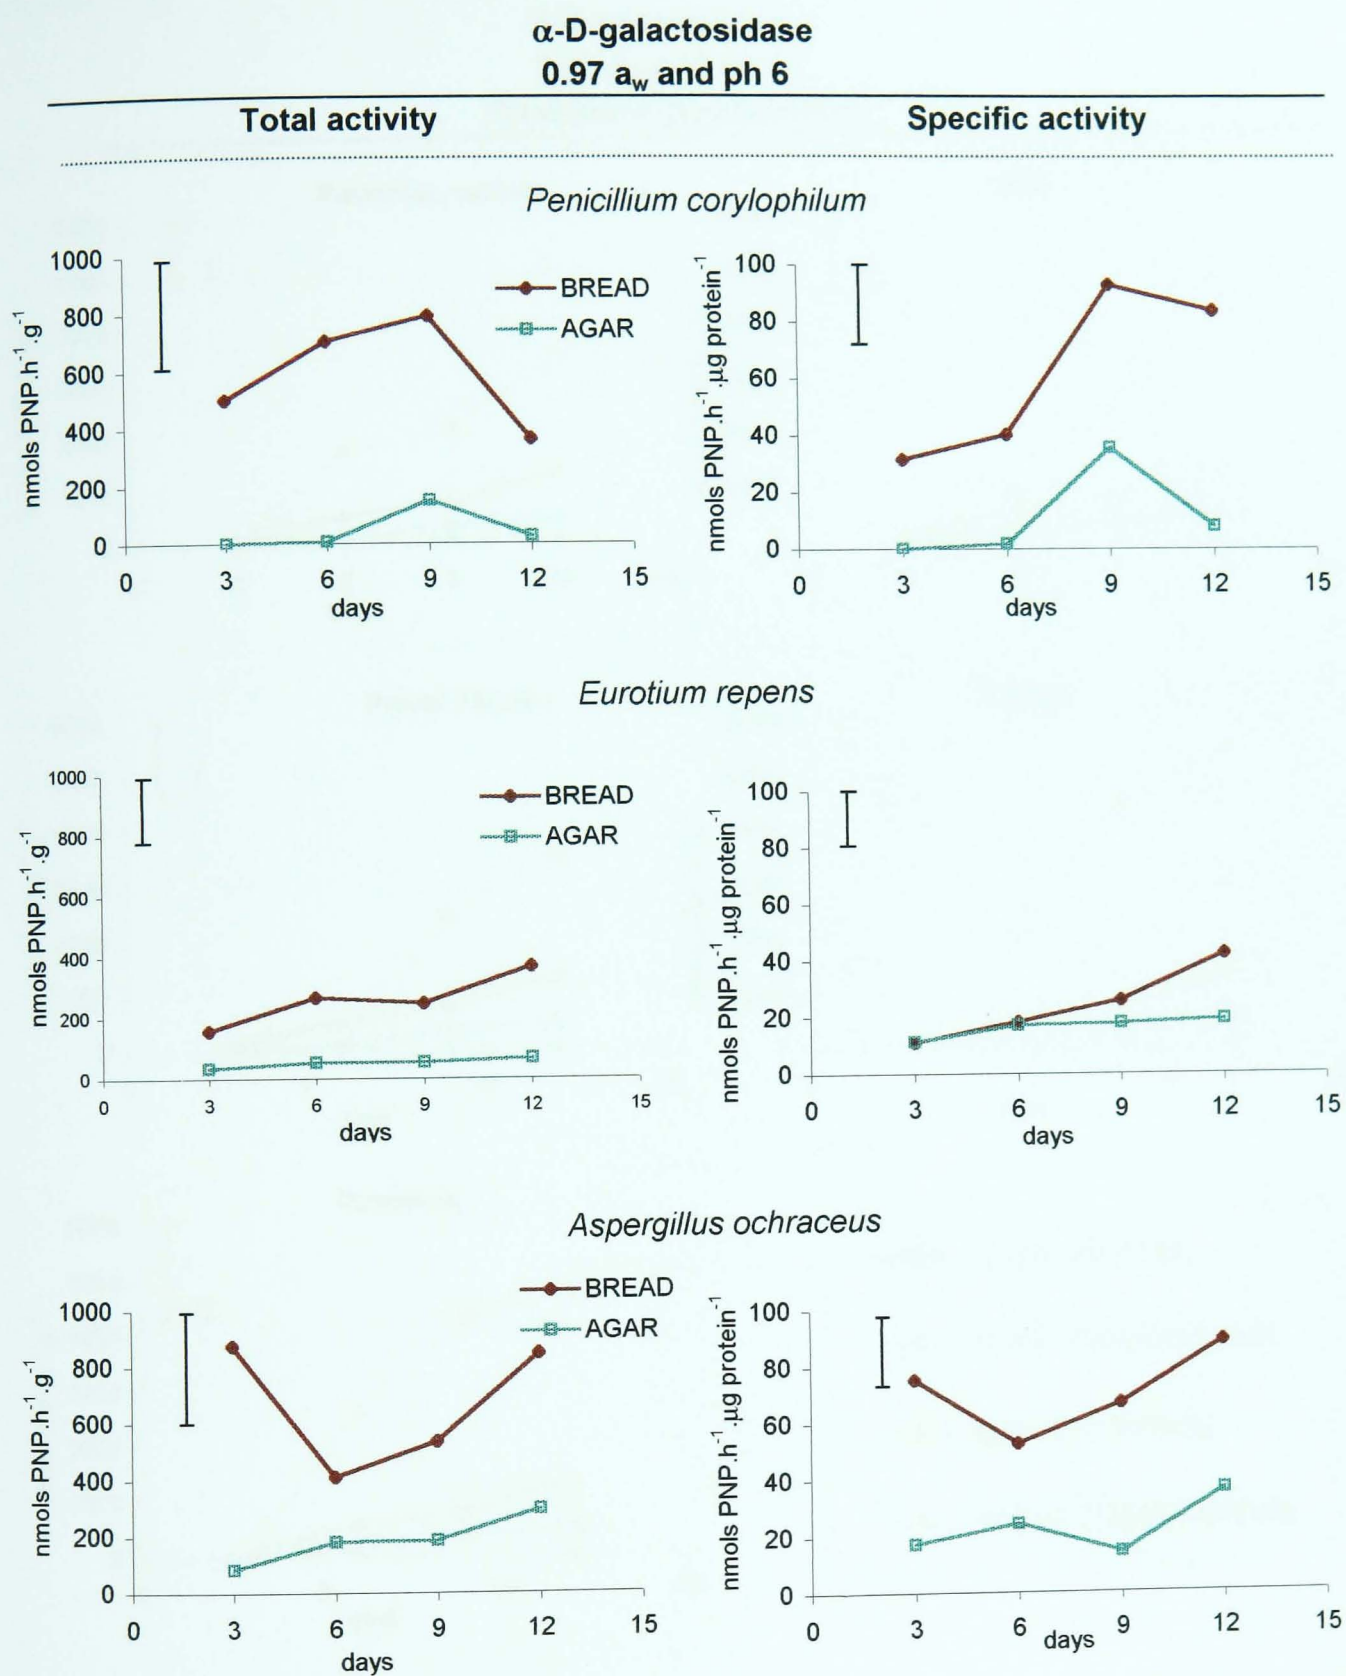 α-D-galactosidase
0.97 aw and ph 6
Total activity Specific activity
Penicillium corylophilum
nmols PNP.h-1.g-1
1000
800
600
400
200
0
0 3 6 9 12 15
days
BREAD
AGAR
nmols PNP.h-1.µg protein-1
100
80
60
40
20
0
0 3 6 9 12 15
days
Eurotium repens
nmols PNP.h-1.g-1
1000
800
600
400
200
0
0 3 6 9 12 15
days
BREAD
AGAR
nmols PNP.h-1.µg protein-1
100
80
60
40
20
0
0 3 6 9 12 15
days
Aspergillus ochraceus
nmols PNP.h-1.g-1
1000
800
600
400
200
0
0 3 6 9 12 15
days
BREAD
AGAR
nmols PNP.h-1.µg protein-1
100
80
60
40
20
0
0 3 6 9 12 15
days